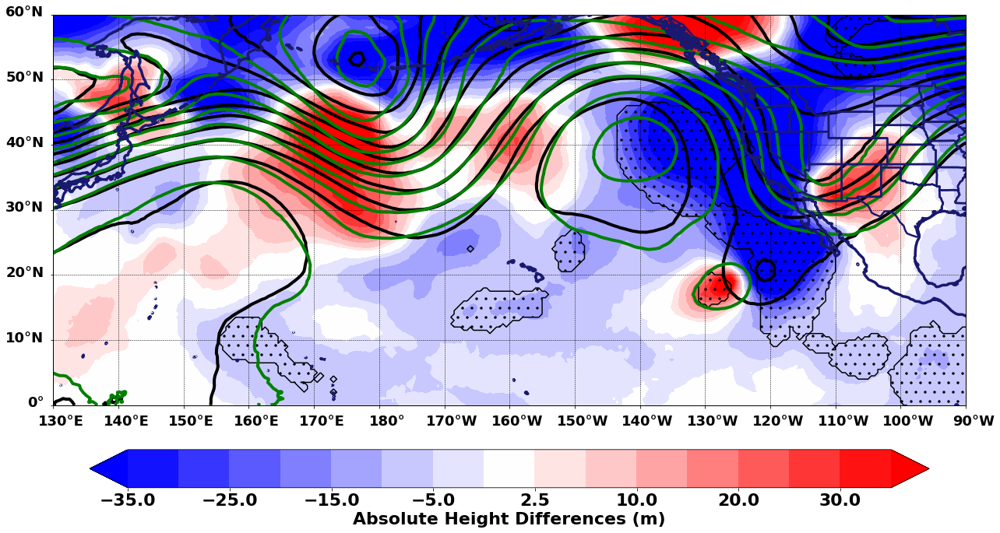 60°N
50°N
40°N
30°N
20°N
10°N
0°
130°E 140°E 150°E 160°E 170°E 180° 170°W 160°W 150°W 140°W 130°W 120°W 110°W 100°W 90°W
−35.0 −25.0 −15.0 −5.0 2.5 10.0 20.0 30.0
Absolute Height Differences (m)